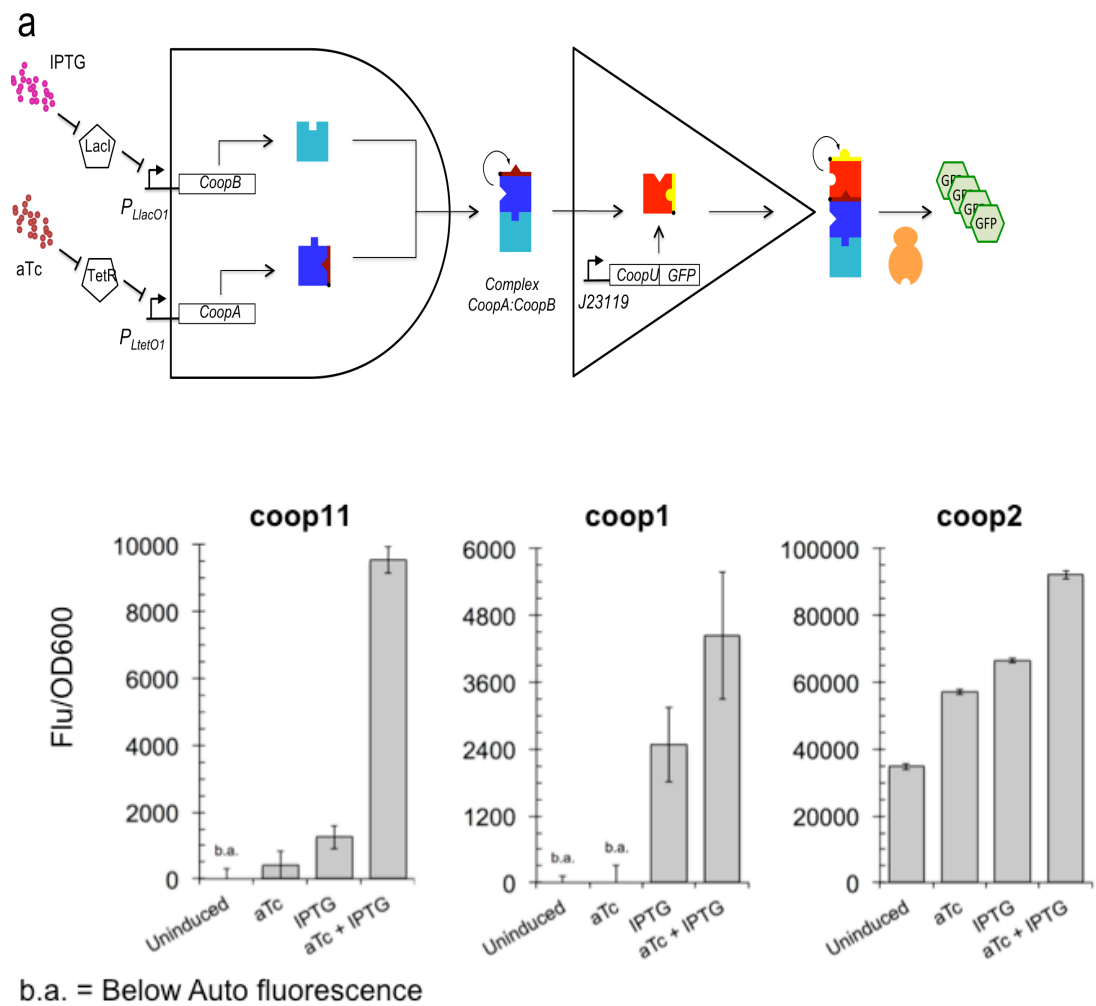 a
IPTG
LacI
CoopB
PLlacO1
aTc
TetR
CoopA
PLtetO1
Complex
CoopA:CoopB
CoopU GFP
J23119
GFP
GFP
GFP
GFP
coop11
Flu/OD600
10000
8000
6000
4000
2000
0
b.a.
Uninduced
aTc
IPTG
aTc + IPTG
coop1
6000
4800
3600
2400
1200
0
b.a.
b.a.
Uninduced
aTc
IPTG
aTc + IPTG
coop2
100000
80000
60000
40000
20000
0
Uninduced
aTc
IPTG
aTc + IPTG
b.a. = Below Auto fluorescence